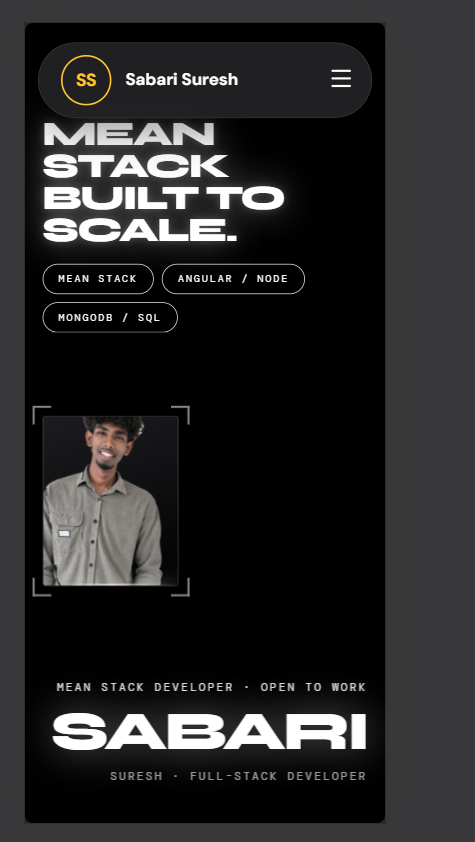 SS
Sabari Suresh
MEAN
STACK
BUILT TO
SCALE.
MEAN STACK
ANGULAR / NODE
MONGODB / SQL
MEAN STACK DEVELOPER · OPEN TO WORK
SABARI
SURESH · FULL-STACK DEVELOPER